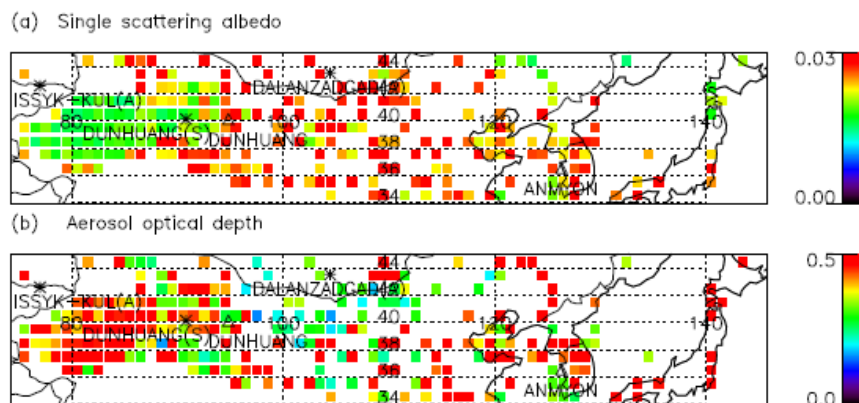 (a) Single scattering albedo
0.03
44
DALANZADGAD(A)
ISSYK-KUL(A)
80
100
40
120
140
DUNHUANG(S)
DUNHUANG
38
36
ANMYON
34
0.00
(b) Aerosol optical depth
0.5
44
DALANZADGAD(A)
ISSYK-KUL(A)
80
100
40
120
140
DUNHUANG(S)
DUNHUANG
38
36
ANMYON
34
0.0